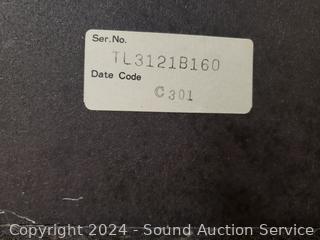 Ser.No.
TL3121B160
Date Code
C301
Copyright 2024 - Sound Auction Service